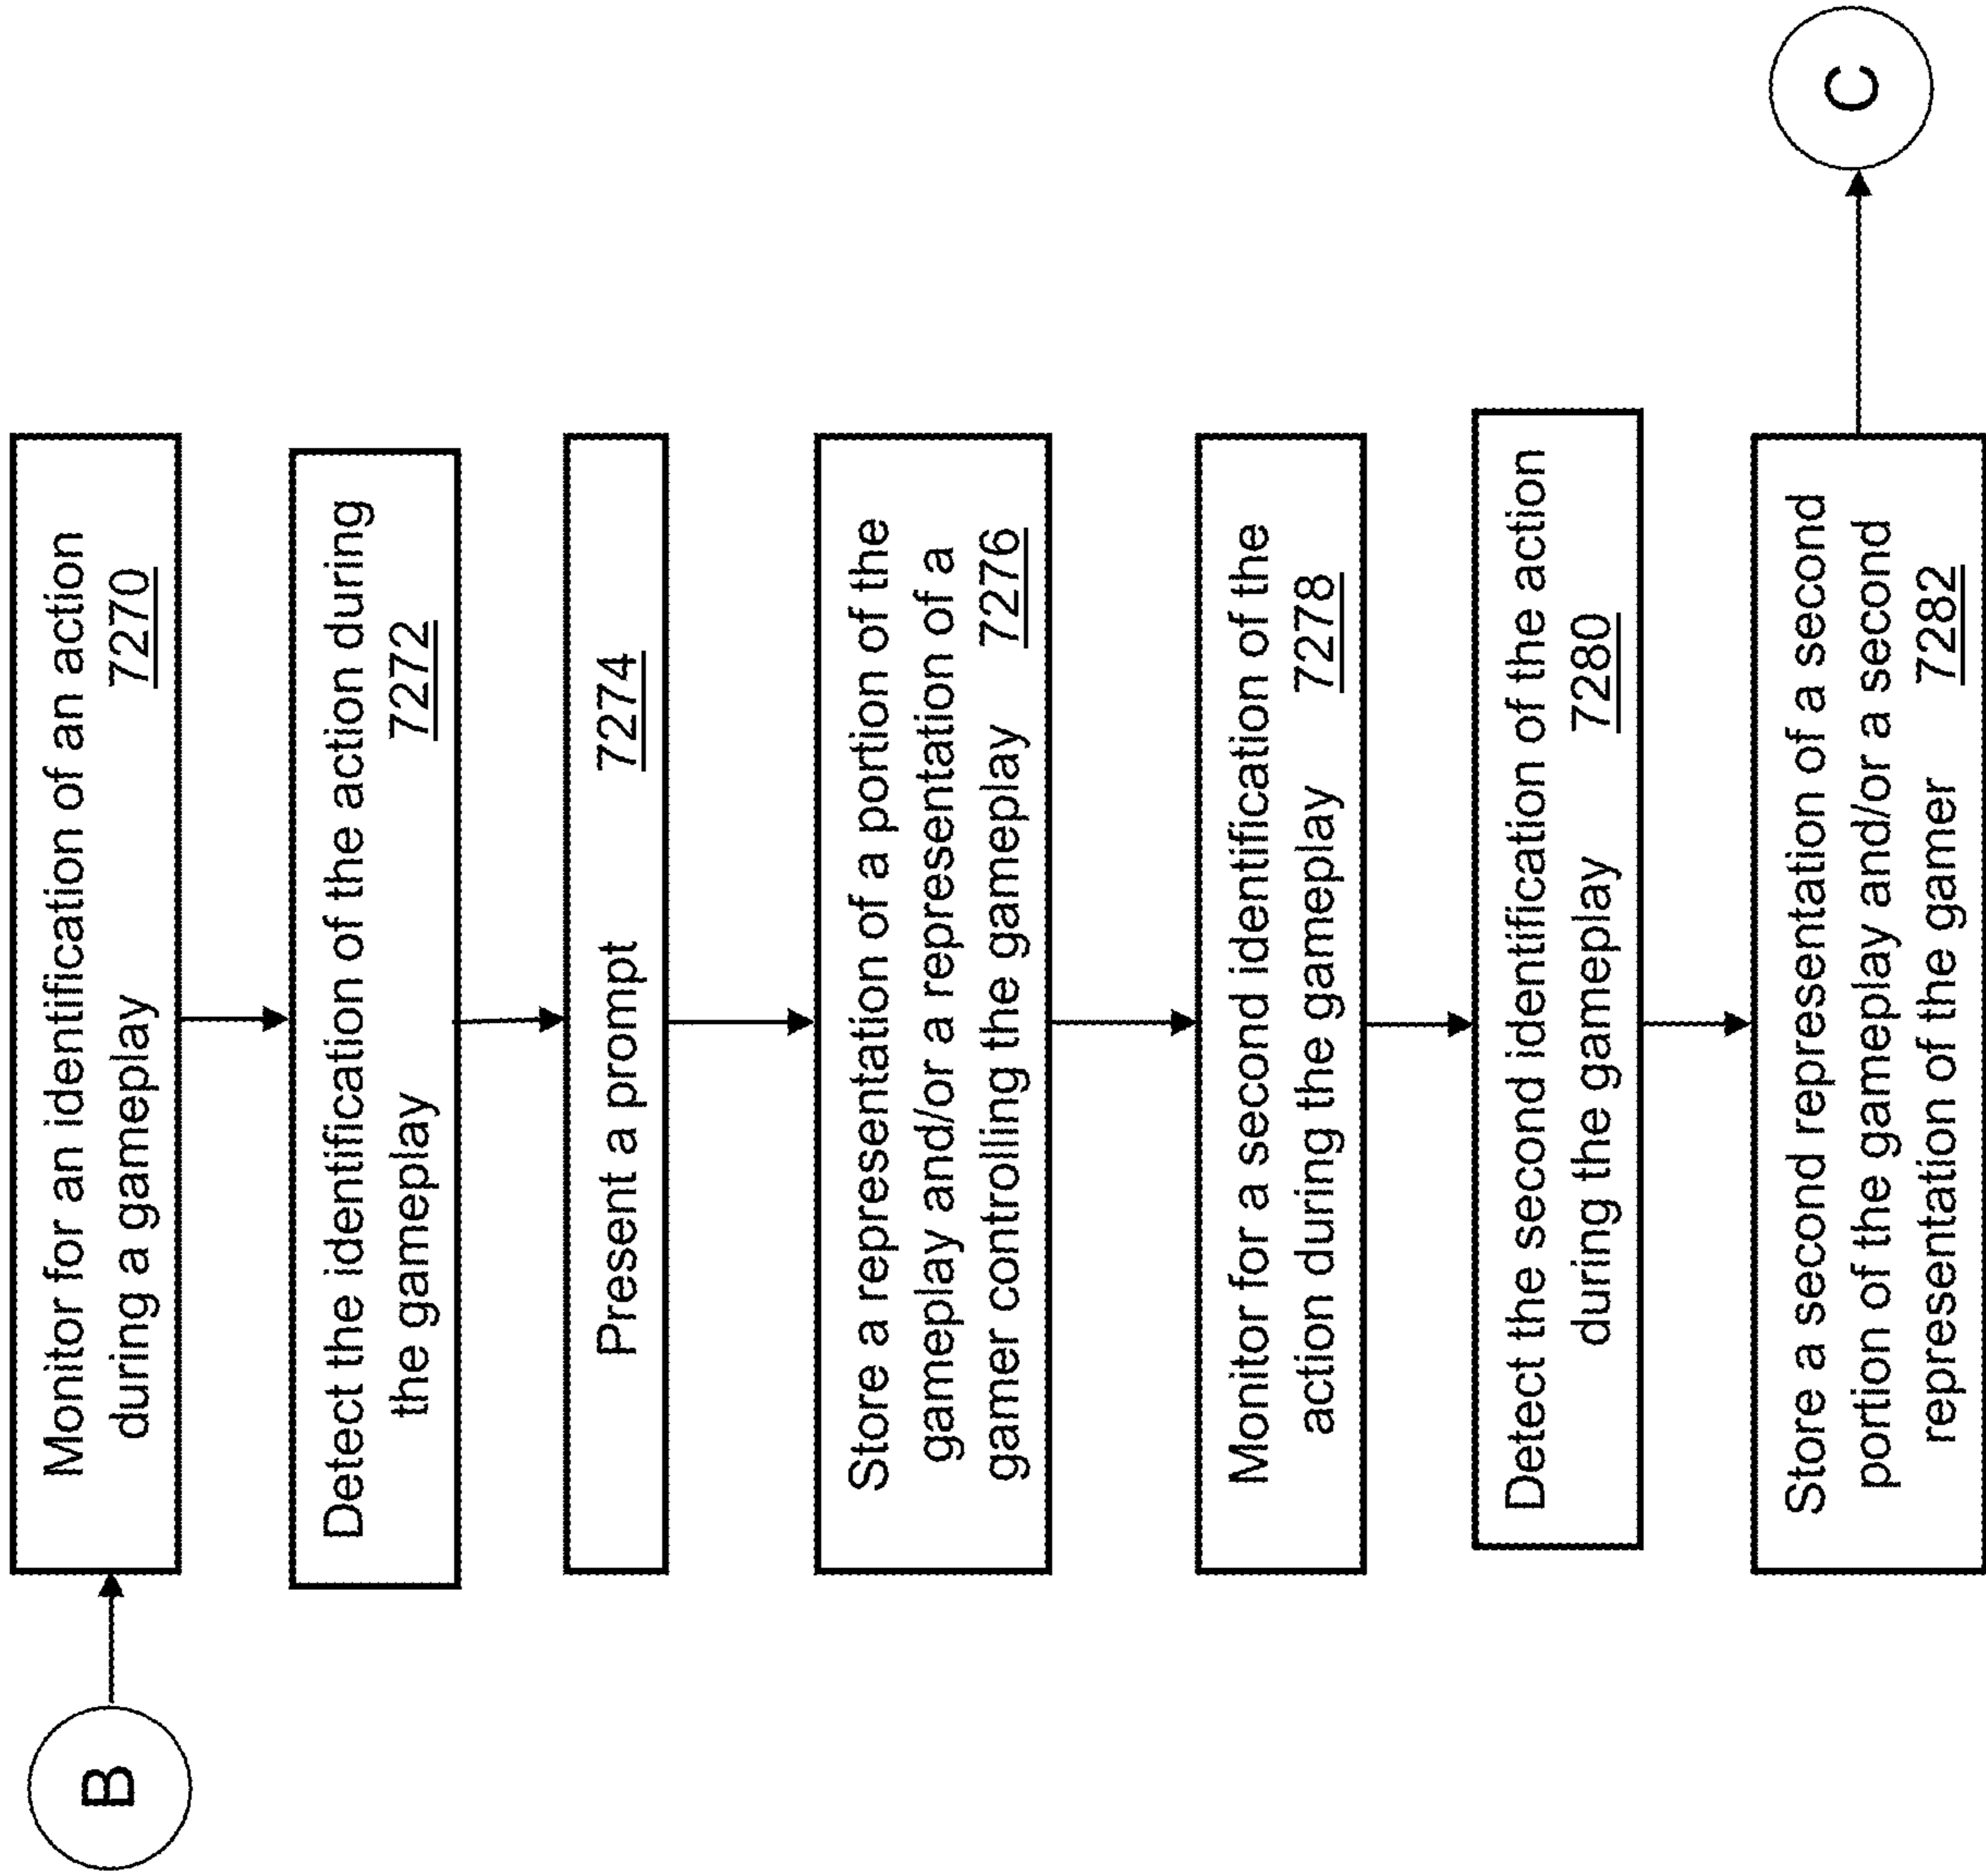 B
Monitor for an identification of an action
during a gameplay 7270
Detect the identification of the action during
the gameplay 7272
Present a prompt 7274
Store a representation of a portion of the
gameplay and/or a representation of a
gamer controlling the gameplay 7276
Monitor for a second identification of the
action during the gameplay 7278
Detect the second identification of the action
during the gameplay 7280
Store a second representation of a second
portion of the gameplay and/or a second
representation of the gamer 7282
C